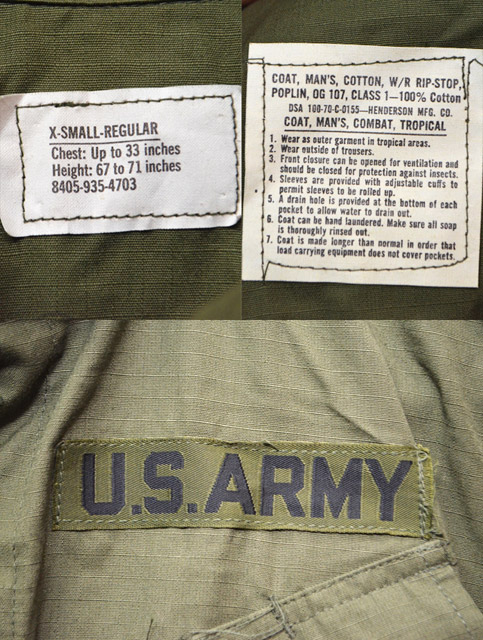 X-SMALL-REGULAR
Chest: Up to 33 inches
Height: 67 to 71 inches
8405-935-4703
COAT, MAN'S, COTTON, W/R RIP-STOP,
POPLIN, OG 107, CLASS 1—100% Cotton
DSA 100-70-C-0155—HENDERSON MFG. CO.
COAT, MAN'S, COMBAT, TROPICAL
1. Wear as outer garment in tropical areas.
2. Wear outside of trousers.
3. Front closure can be opened for ventilation and
should be closed for protection against insects.
4. Sleeves are provided with adjustable cuffs to
permit sleeves to be rolled up.
5. A drain hole is provided at the bottom of each
pocket to allow water to drain out.
6. Coat can be hand laundered. Make sure all soap
is thoroughly rinsed out.
7. Coat is made longer than normal in order that
load carrying equipment does not cover pockets.
U.S. ARMY